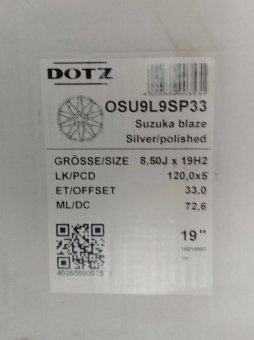 DOTZ
OSU9L9SP33
Suzuka blaze
Silver/polished
GRÖSSE/SIZE 8,50J x 19H2
LK/PCD 120,0x5
ET/OFFSET 33,0
ML/DC 72,6
19"